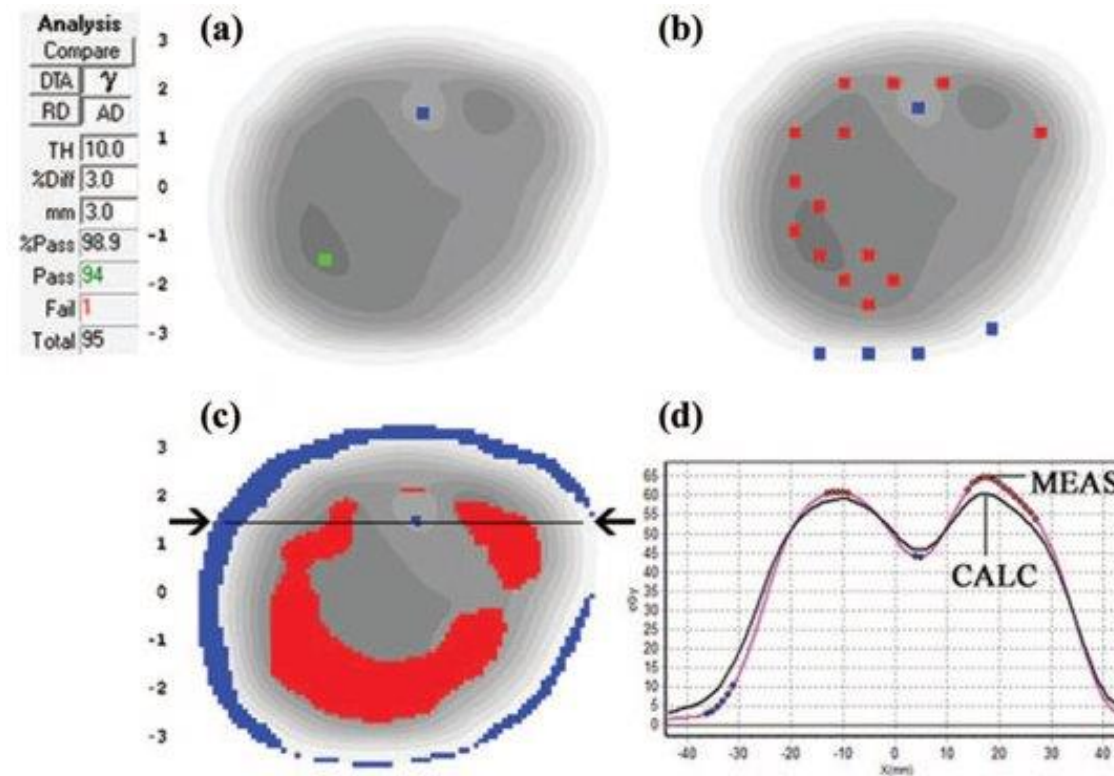 Analysis
Compare
DTA γ
RD AD
TH 10.0
%Diff 3.0
mm 3.0
%Pass 98.9
Pass 94
Fail 1
Total 95
(a)
3
2
1
0
-1
-2
-3
(b)
(c)
3
2
1
0
-1
-2
-3
(d)
65
60
55
50
45
40
35
30
25
20
15
10
5
0
cGy
MEAS
CALC
-40 -30 -20 -10 0 10 20 30 40
X(mm)